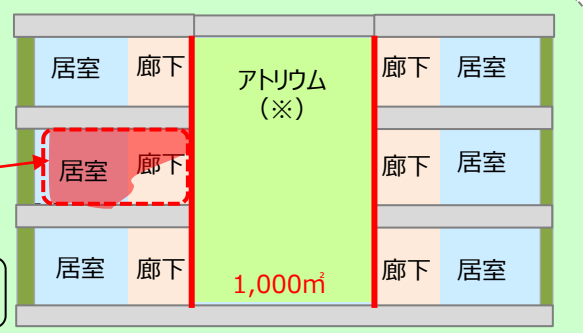 居室 廊下 アトリウム 廊下 居室
（※）
居室 廊下 廊下 居室
居室 廊下 1,000㎡ 廊下 居室